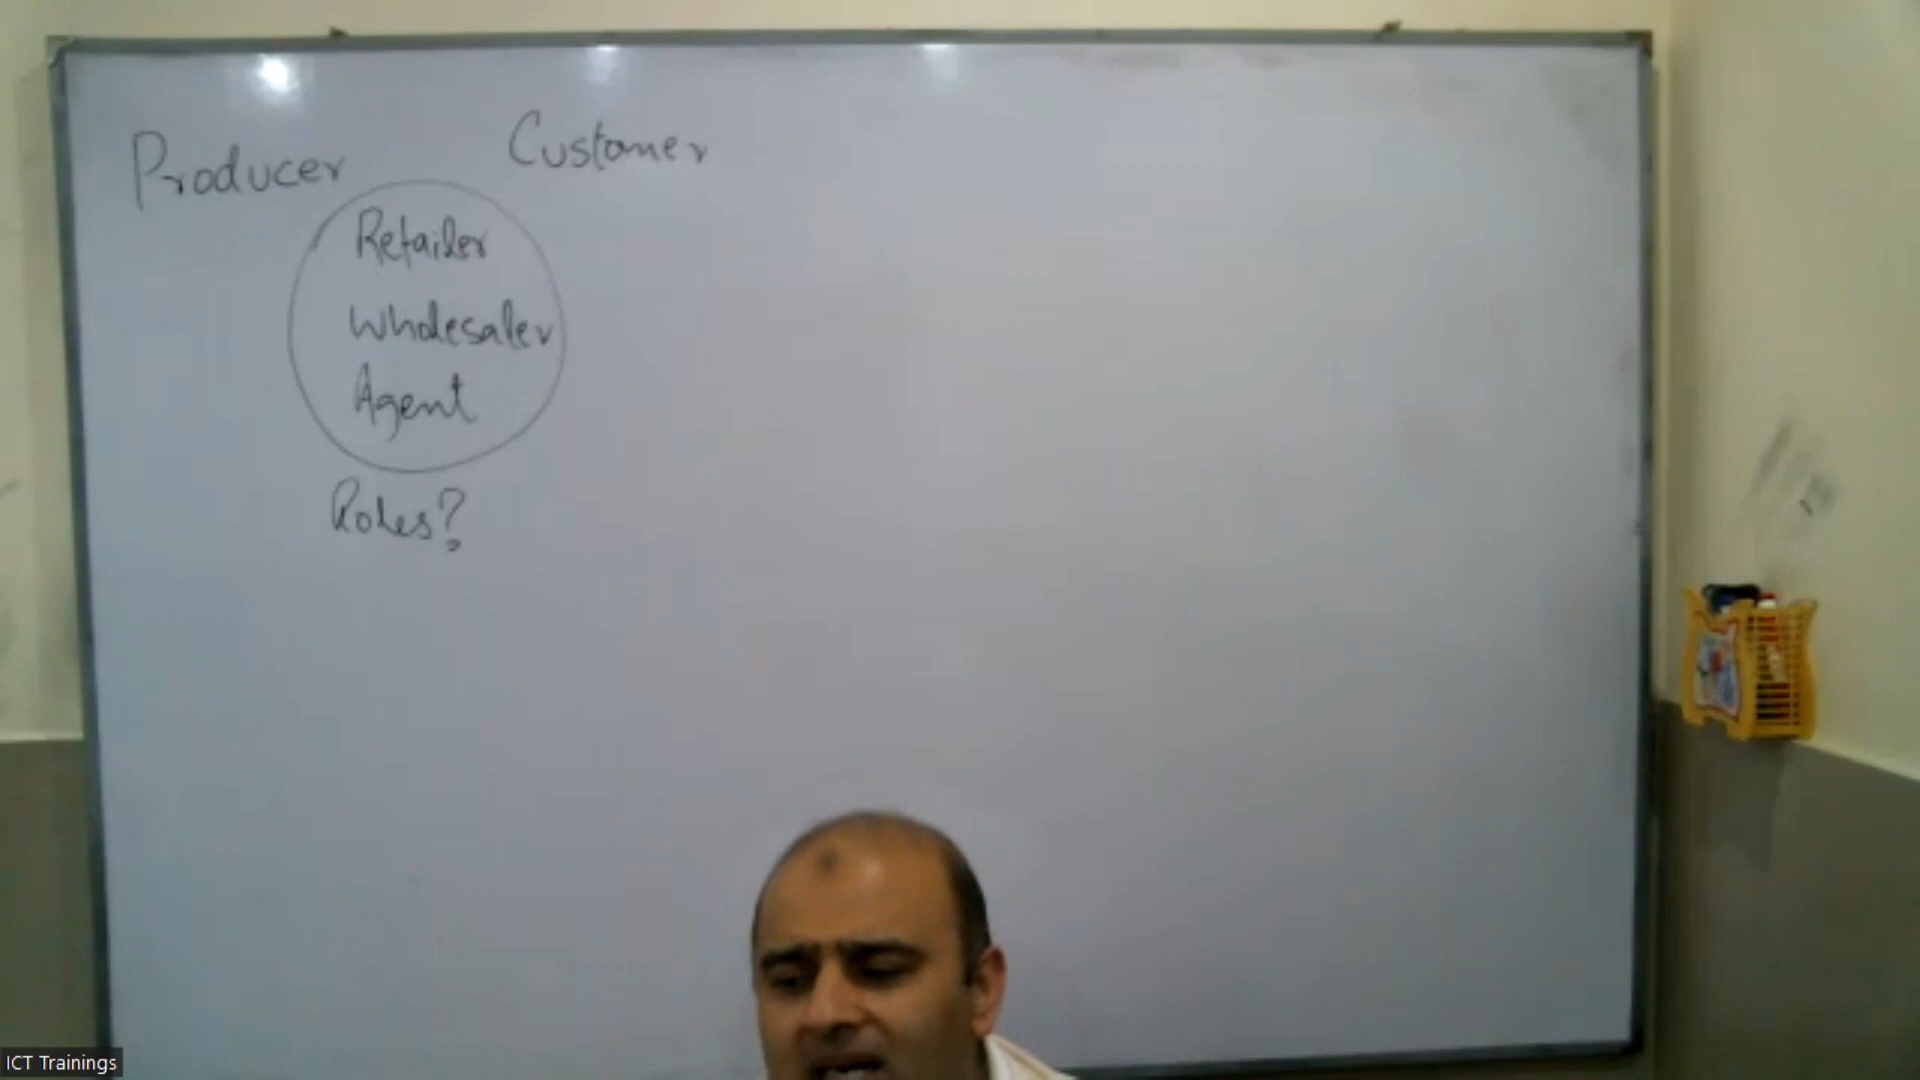 Producer
Customer
Retailer
Wholesaler
Agent
Roles?
ICT Trainings